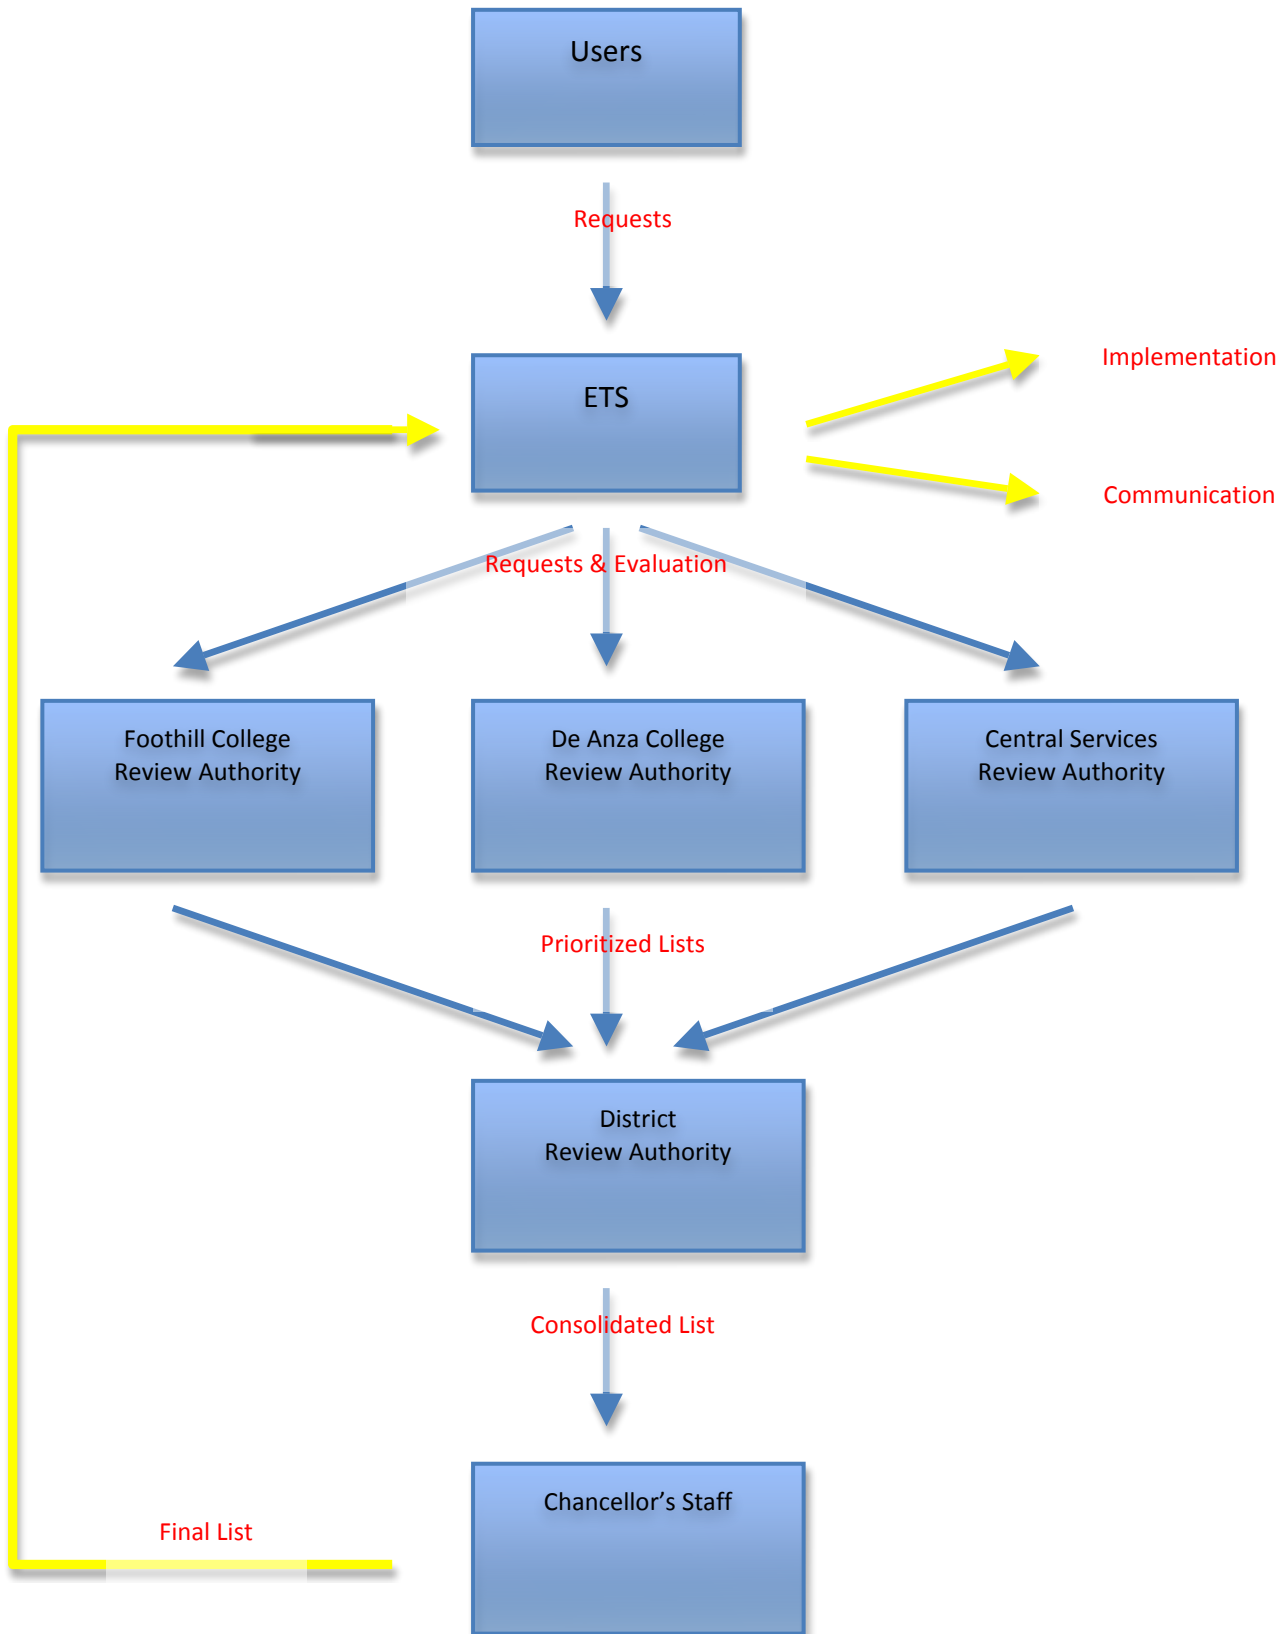 Users
Requests
ETS
Implementation
Communication
Requests & Evaluation
Foothill College
Review Authority
De Anza College
Review Authority
Central Services
Review Authority
Prioritized Lists
District
Review Authority
Consolidated List
Chancellor’s Staff
Final List